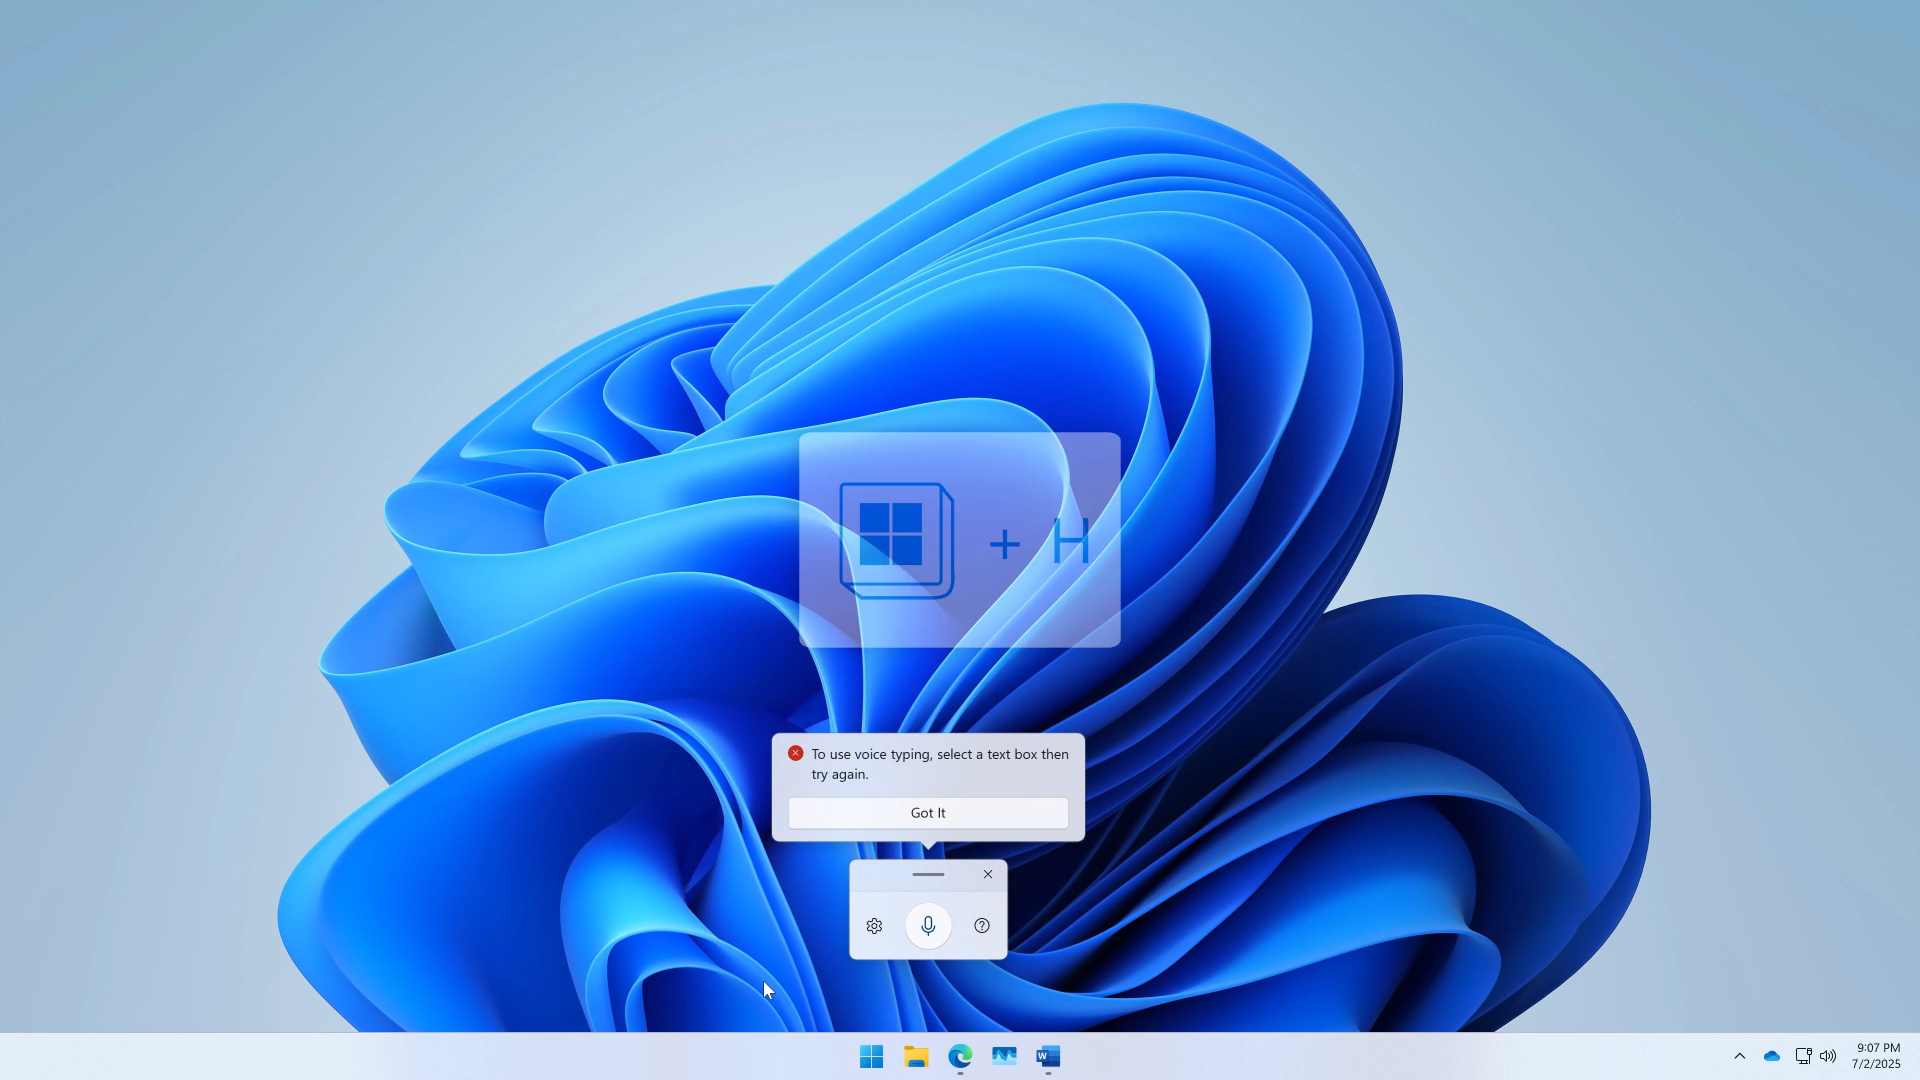 + H
To use voice typing, select a text box then
try again.
Got It
W
9:07 PM
7/2/2025